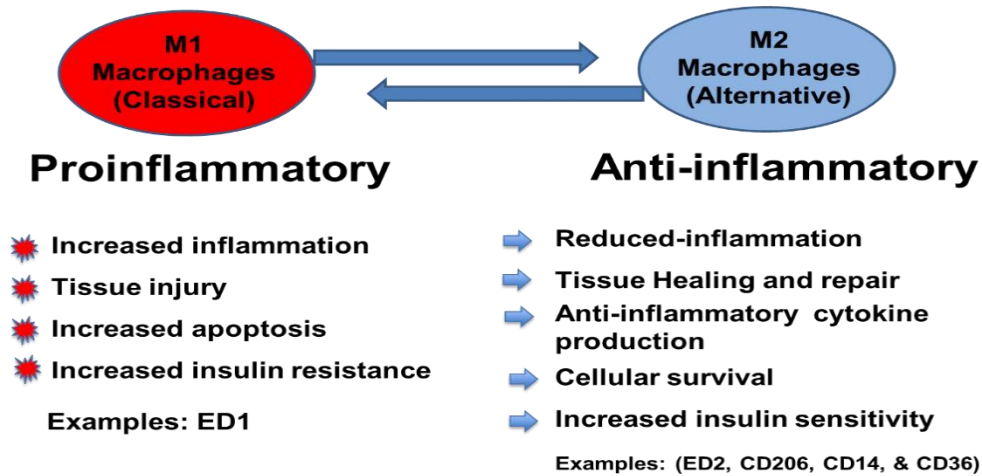 M1
Macrophages
(Classical)
M2
Macrophages
(Alternative)
Proinflammatory
Anti-inflammatory
Increased inflammation
Tissue injury
Increased apoptosis
Increased insulin resistance
Examples: ED1
Reduced-inflammation
Tissue Healing and repair
Anti-inflammatory cytokine
production
Cellular survival
Increased insulin sensitivity
Examples: (ED2, CD206, CD14, & CD36)